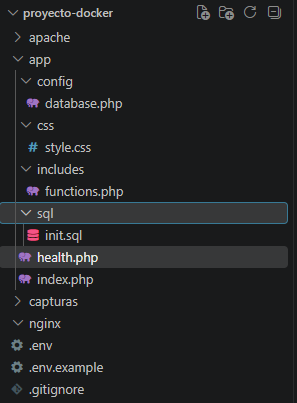 proyecto-docker
apache
app
config
database.php
css
# style.css
includes
functions.php
sql
init.sql
health.php
index.php
capturas
nginx
.env
.env.example
.gitignore